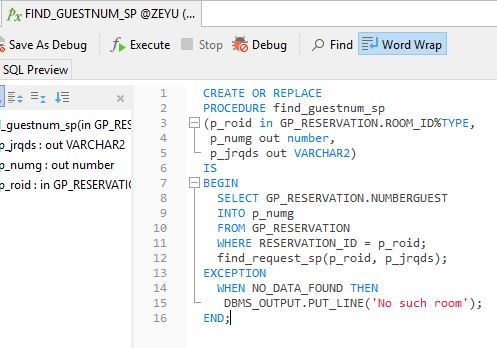 FIND_GUESTNUM_SP @ZEYU (...
Save As Debug Execute Stop Debug Find Word Wrap
SQL Preview
d_guestnum_sp(in GP_RES
p_jrqds : out VARCHAR2
p_numg : out number
p_roid : in GP_RESERVATIO
1 CREATE OR REPLACE
2 PROCEDURE find_guestnum_sp
3 (p_roid in GP_RESERVATION.ROOM_ID%TYPE,
4 p_numg out number,
5 p_jrqds out VARCHAR2)
6 IS
7 BEGIN
8 SELECT GP_RESERVATION.NUMBERGUEST
9 INTO p_numg
10 FROM GP_RESERVATION
11 WHERE RESERVATION_ID = p_roid;
12 find_request_sp(p_roid, p_jrqds);
13 EXCEPTION
14 WHEN NO_DATA_FOUND THEN
15 DBMS_OUTPUT.PUT_LINE('No such room');
16 END;